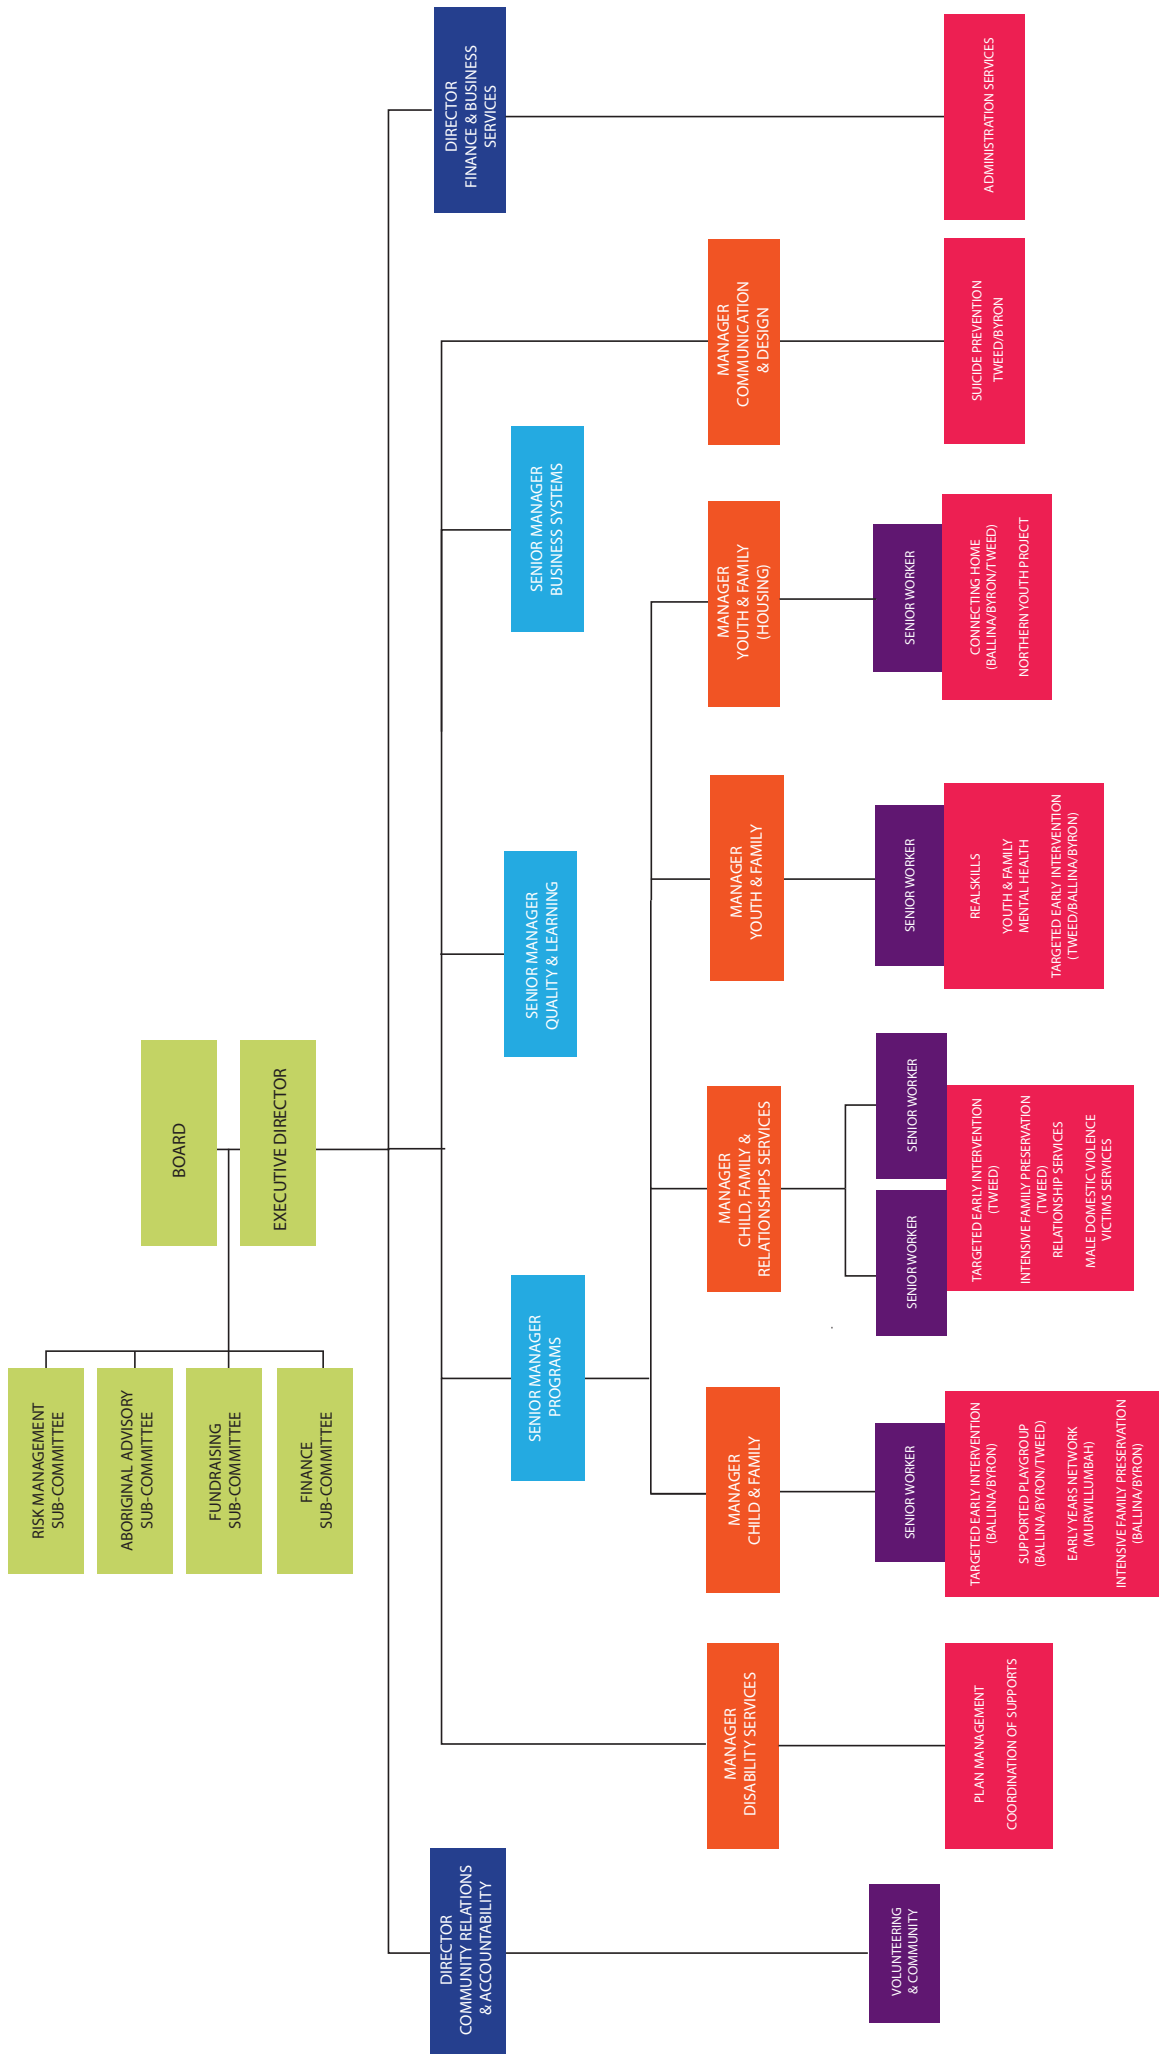 BOARD
EXECUTIVE DIRECTOR
RISK MANAGEMENT
SUB-COMMITTEE
ABORIGINAL ADVISORY
SUB-COMMITTEE
FUNDRAISING
SUB-COMMITTEE
FINANCE
SUB-COMMITTEE
DIRECTOR
COMMUNITY RELATIONS
& ACCOUNTABILITY
DIRECTOR
FINANCE & BUSINESS
SERVICES
SENIOR MANAGER
PROGRAMS
SENIOR MANAGER
QUALITY & LEARNING
SENIOR MANAGER
BUSINESS SYSTEMS
MANAGER
DISABILITY SERVICES
MANAGER
CHILD & FAMILY
MANAGER
CHILD, FAMILY &
RELATIONSHIPS SERVICES
MANAGER
YOUTH & FAMILY
MANAGER
YOUTH & FAMILY
(HOUSING)
MANAGER
COMMUNICATION
& DESIGN
VOLUNTEERING
& COMMUNITY
SENIOR WORKER
SENIOR WORKER
SENIOR WORKER
SENIOR WORKER
SENIOR WORKER
PLAN MANAGEMENT
COORDINATION OF SUPPORTS
TARGETED EARLY INTERVENTION
(BALLINA/BYRON)
SUPPORTED PLAYGROUP
(BALLINA/BYRON/TWEED)
EARLY YEARS NETWORK
(MURWILLUMBAH)
INTENSIVE FAMILY PRESERVATION
(BALLINA/BYRON)
TARGETED EARLY INTERVENTION
(TWEED)
INTENSIVE FAMILY PRESERVATION
(TWEED)
RELATIONSHIP SERVICES
MALE DOMESTIC VIOLENCE
VICTIMS SERVICES
REALSKILLS
YOUTH & FAMILY
MENTAL HEALTH
TARGETED EARLY INTERVENTION
(TWEED/BALLINA/BYRON)
CONNECTING HOME
(BALLINA/BYRON/TWEED)
NORTHERN YOUTH PROJECT
SUICIDE PREVENTION
TWEED/BYRON
ADMINISTRATION SERVICES